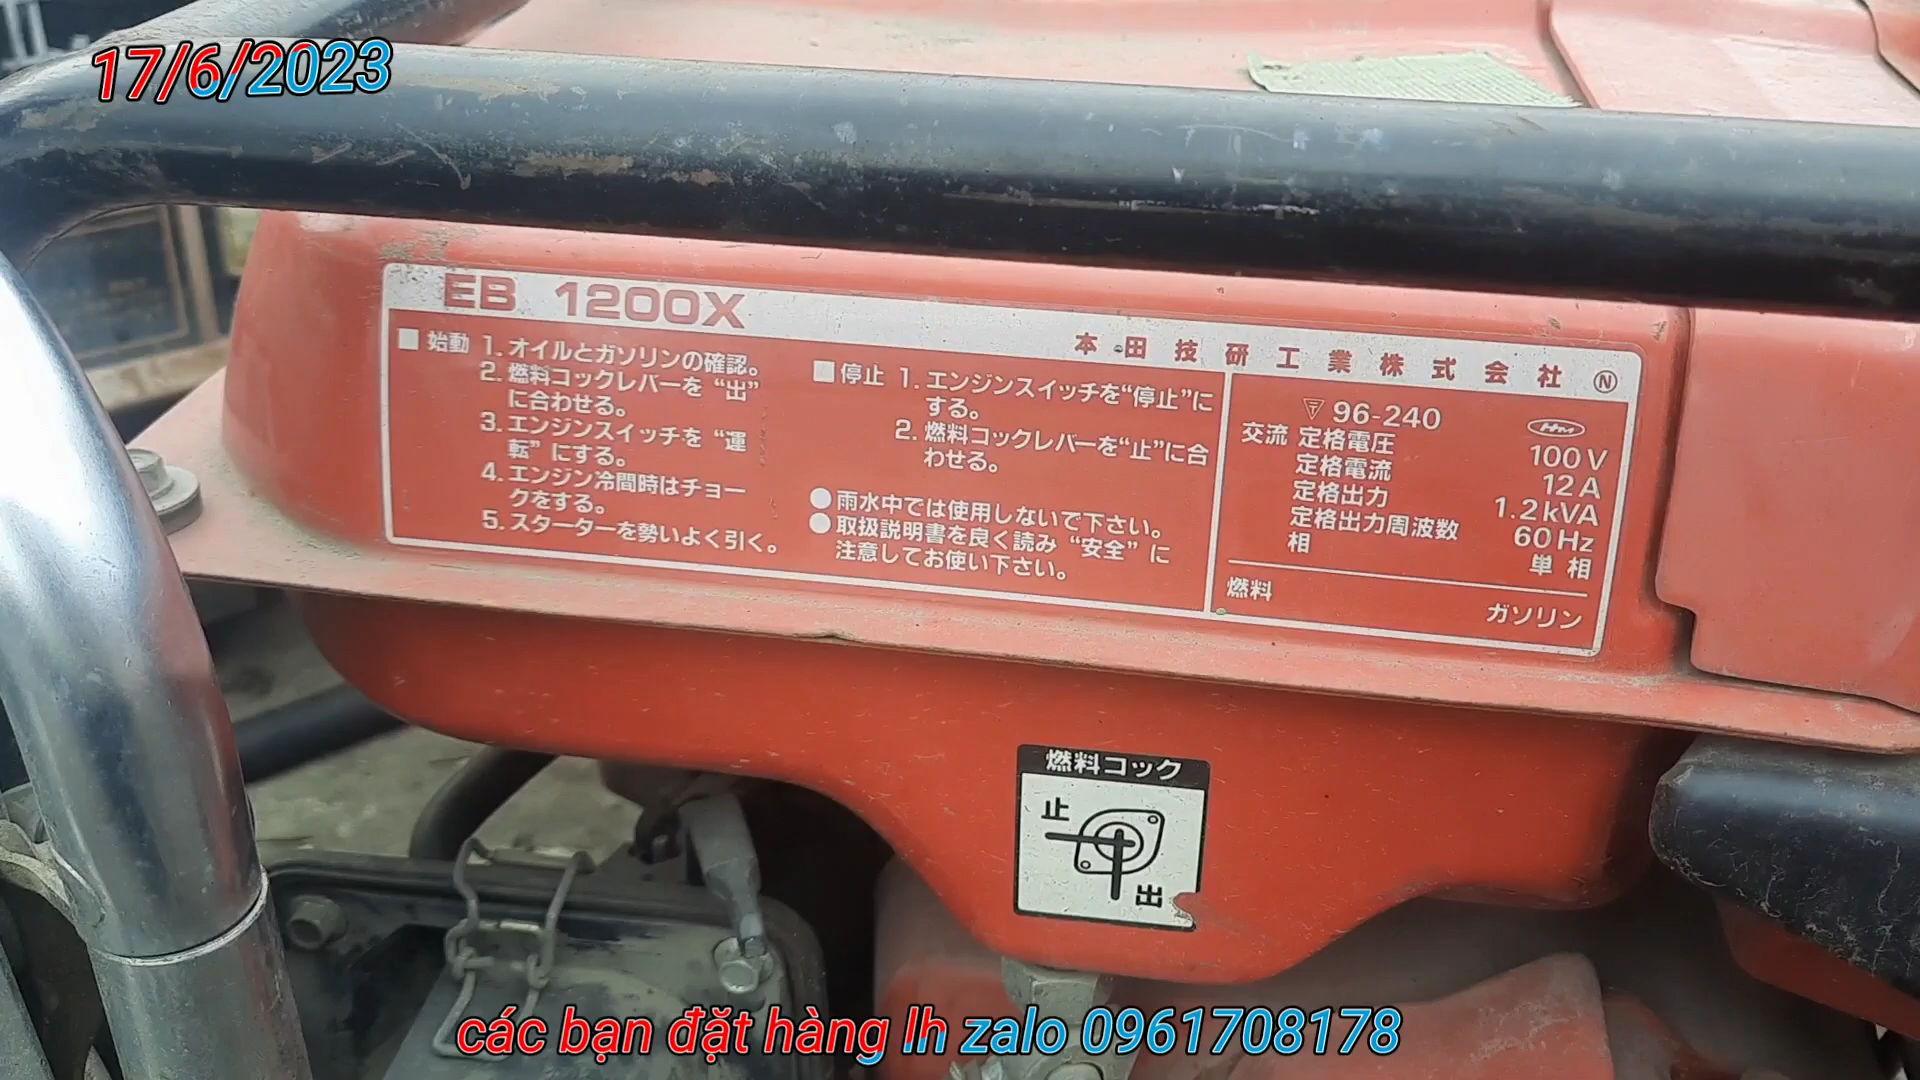 17/6/2023
EB 1200X
本田技研工業株式会社 Ⓝ
■始動 1. オイルとガソリンの確認。
2. 燃料コックレバーを“出”
に合わせる。
3. エンジンスイッチを“運
転”にする。
4. エンジン冷間時はチョー
クをする。
5. スターターを勢いよく引く。
■停止 1. エンジンスイッチを“停止”に
する。
2. 燃料コックレバーを“止”に合
わせる。
●雨水中では使用しないで下さい。
●取扱説明書を良く読み“安全”に
注意してお使い下さい。
96-240 HM
交流 定格電圧 100V
定格電流 12A
定格出力 1.2kVA
定格出力周波数 60Hz
相 単相
燃料 ガソリン
燃料コック
止
出
các bạn đặt hàng lh zalo 0961708178